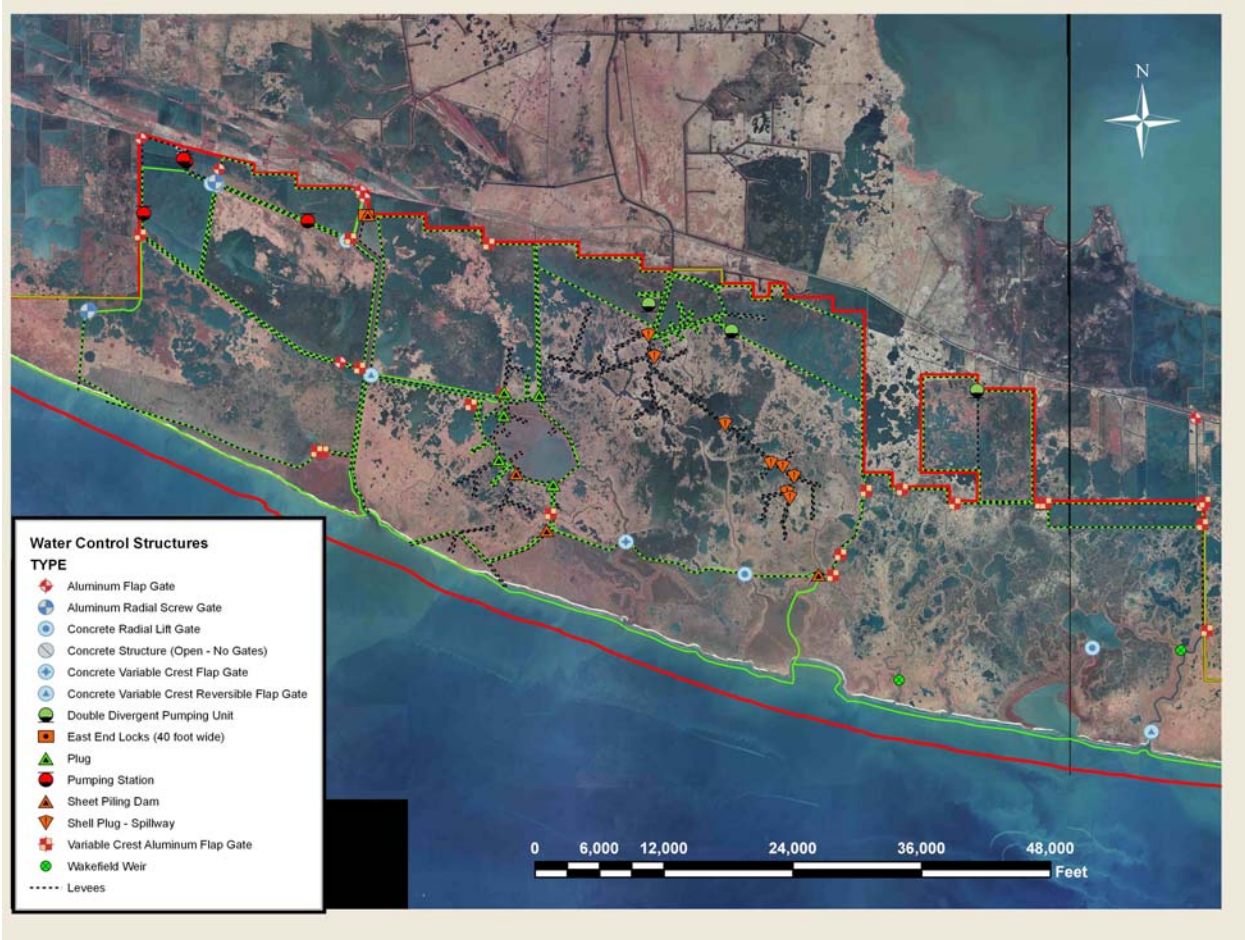 N
Water Control Structures
TYPE
Aluminum Flap Gate
Aluminum Radial Screw Gate
Concrete Radial Lift Gate
Concrete Structure (Open - No Gates)
Concrete Variable Crest Flap Gate
Concrete Variable Crest Reversible Flap Gate
Double Divergent Pumping Unit
East End Locks (40 foot wide)
Plug
Pumping Station
Sheet Piling Dam
Shell Plug - Spillway
Variable Crest Aluminum Flap Gate
Wakefield Weir
Levees
0 6,000 12,000 24,000 36,000 48,000
Feet